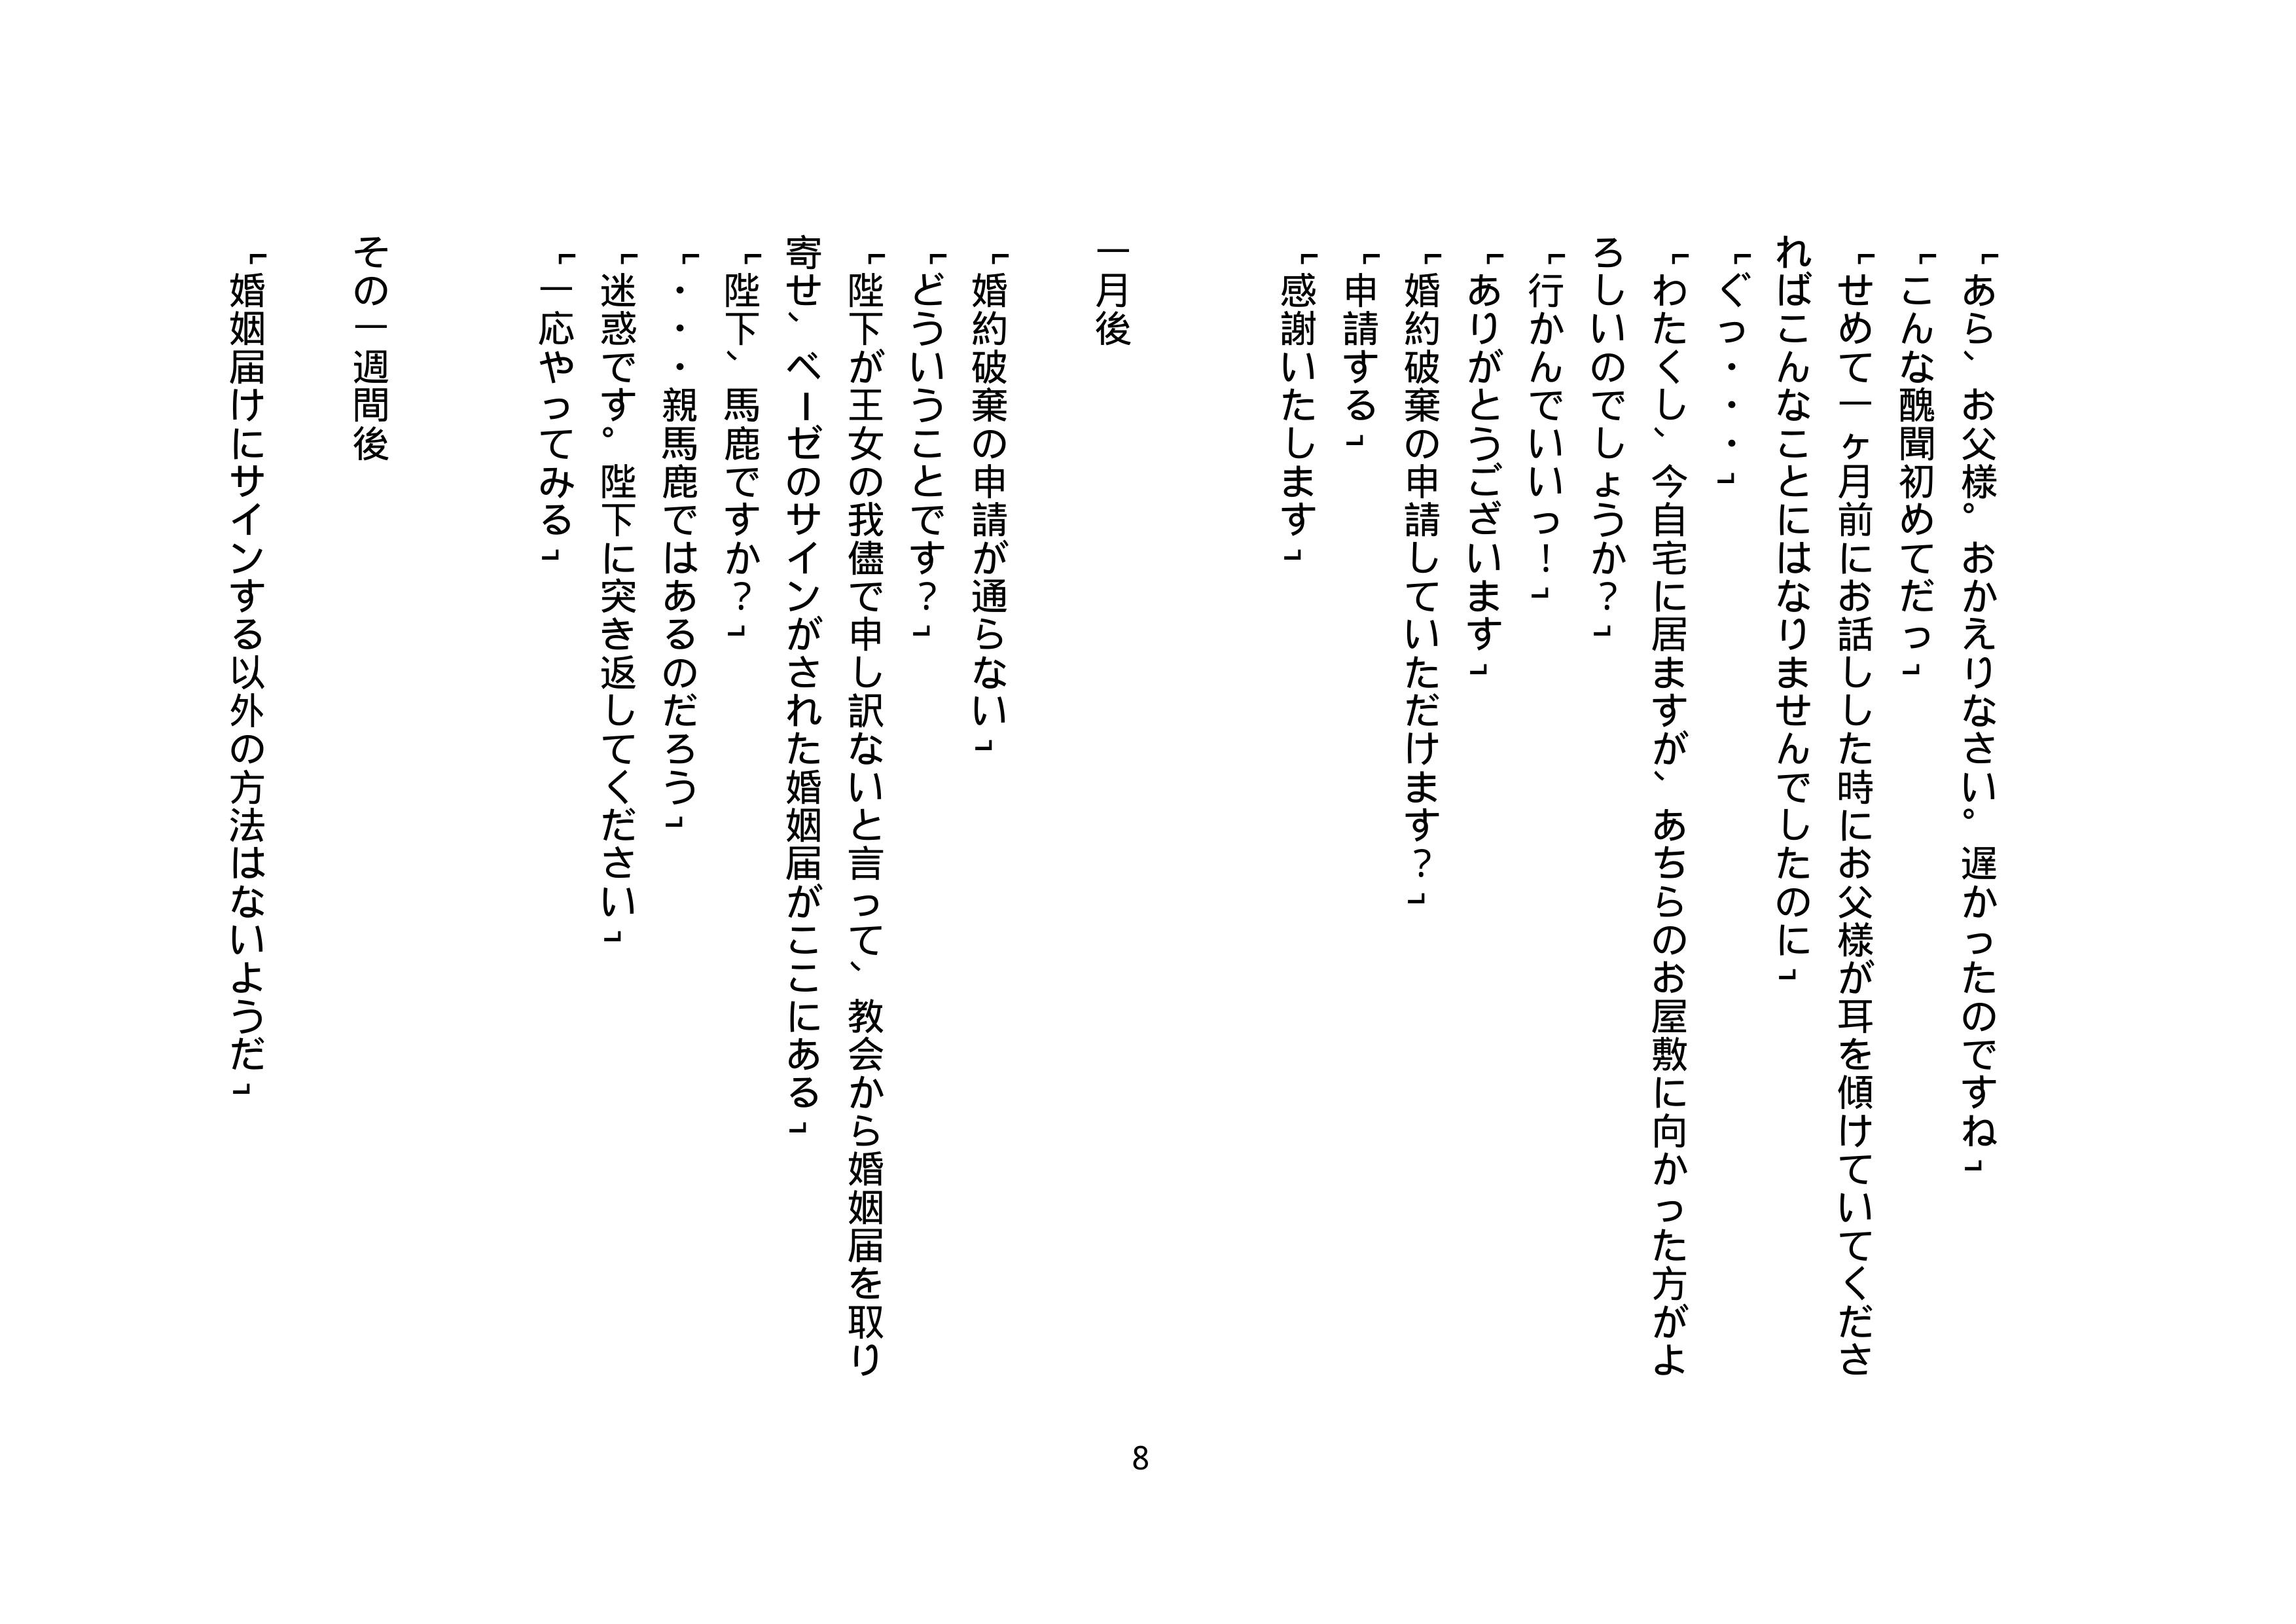 「あら、お父様。おかえりなさい。遅かったのですね」
「こんな醜聞初めてだっ」
「せめて一ヶ月前にお話しした時にお父様が耳を傾けていてくださ
ればこんなことにはなりませんでしたのに」
「ぐっ・・・」
「わたくし、今自宅に居ますが、あちらのお屋敷に向かった方がよ
ろしいのでしょうか？」
「行かんでいいっ！」
「ありがとうございます」
「婚約破棄の申請していただけます？」
「申請する」
「感謝いたします」
一月後
「婚約破棄の申請が通らない」
「どういうことです？」
「陛下が王女の我儘で申し訳ないと言って、教会から婚姻届を取り
寄せ、ベーゼのサインがされた婚姻届がここにある」
「陛下、馬鹿ですか？」
「・・・親馬鹿ではあるのだろう」
「迷惑です。陛下に突き返してください」
「一応やってみる」
その一週間後
「婚姻届けにサインする以外の方法はないようだ」
8